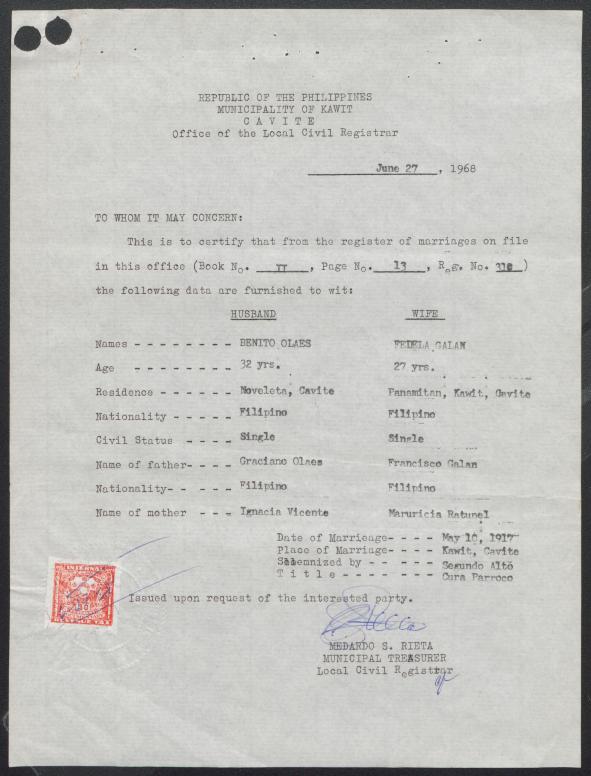 REPUBLIC OF THE PHILIPPINES
MUNICIPALITY OF KAWIT
C A V I T E
Office of the Local Civil Registrar
June 27, 1968
TO WHOM IT MAY CONCERN:
This is to certify that from the register of marriages on file
in this office (Book No. II, Page No. 13, Reg. No. )
the following data are furnished to wit:
HUSBAND WIFE
Names - - - - - - - - BENITO OLAES FEDELA GALAN
Age - - - - - - - - 32 yrs. 27 yrs.
Residence - - - - - - Noveleta, Cavite Panamitan, Kawit, Cavite
Nationality - - - - - Filipino Filipino
Civil Status - - - - Single Single
Name of father- - - - Graciano Olaes Francisco Galan
Nationality- - - - - Filipino Filipino
Name of mother - - - Ignacia Vicente Maruricia Ratunel
Date of Marrieage- - - - May 10, 1917
Place of Marriage- - - - Kawit, Cavite
Solemnized by - - - - Segundo Alto
T i t l e - - - - - - Cura Parroco
INTERNAL
Issued upon request of the interested party.
MEDARDO S. RIETA
MUNICIPAL TREASURER
Local Civil Registrar